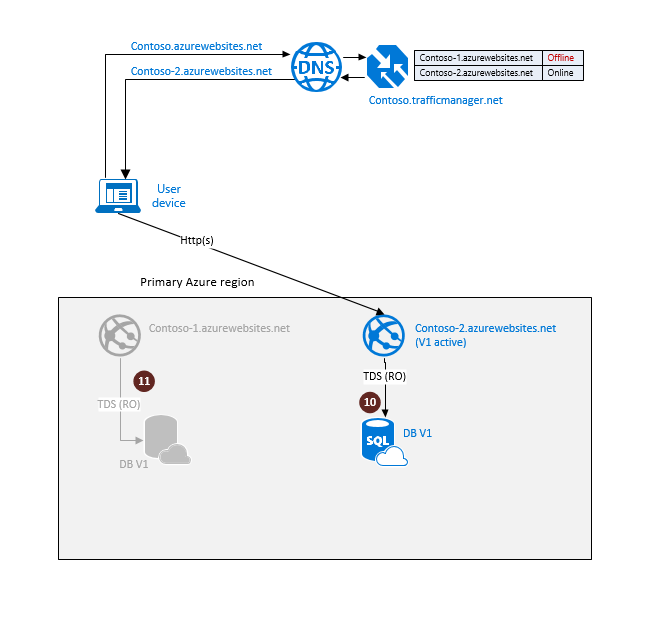 Contoso.azurewebsites.net
Contoso-2.azurewebsites.net
DNS
Contoso-1.azurewebsites.net Offline
Contoso-2.azurewebsites.net Online
Contoso.trafficmanager.net
User
device
Http(s)
Primary Azure region
Contoso-1.azurewebsites.net
Contoso-2.azurewebsites.net
(V1 active)
11
TDS (RO)
DB V1
TDS (RO)
10
SQL
DB V1